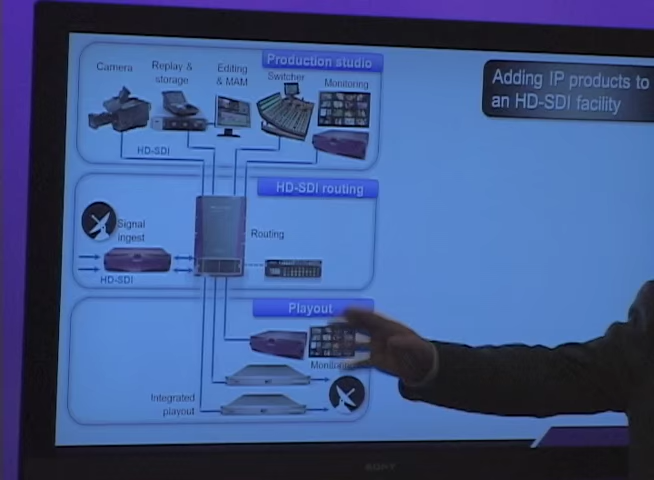 Production studio
Camera
Replay &
storage
Editing
& MAM
Switcher
Monitoring
HD-SDI
Adding IP products to
an HD-SDI facility
HD-SDI routing
Signal
ingest
Routing
HD-SDI
Playout
Monitoring
Integrated
playout
SONY